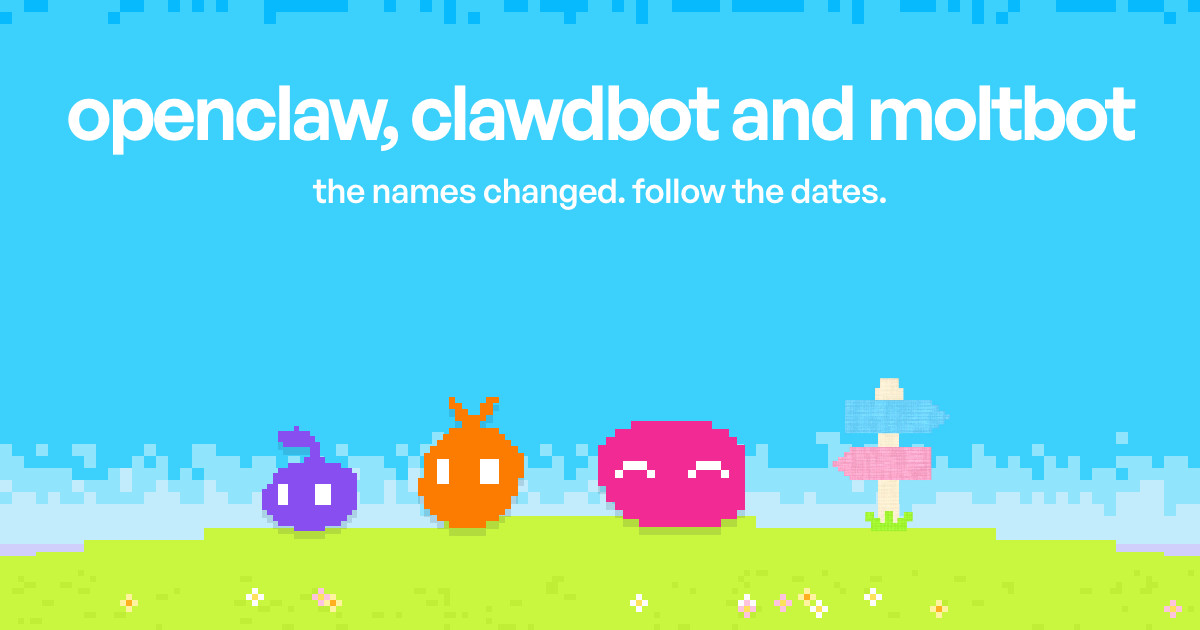 openclaw, clawdbot and moltbot
the names changed. follow the dates.